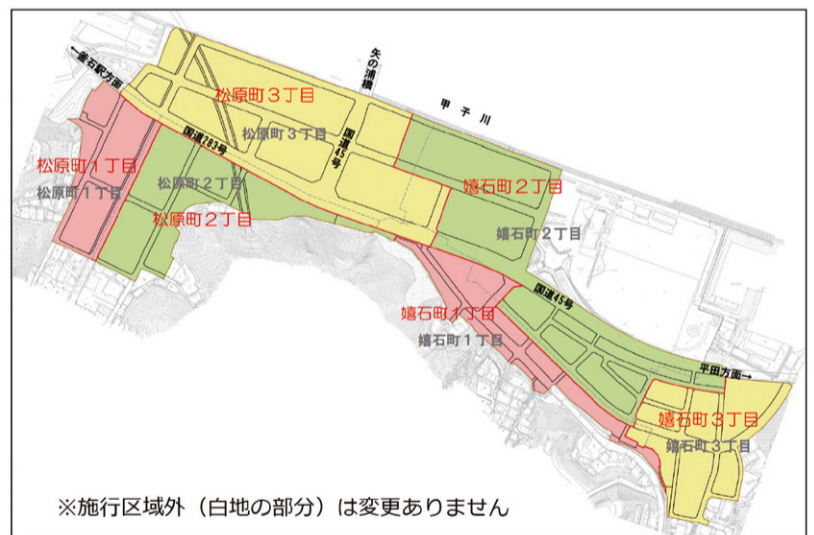 ←釜石駅方面
矢の浦橋
甲子川
松原町3丁目
松原町3丁目
国道45号
国道283号
松原町1丁目
松原町1丁目
松原町2丁目
松原町2丁目
嬉石町2丁目
嬉石町2丁目
国道45号
嬉石町1丁目
嬉石町1丁目
平田方面→
嬉石町3丁目
嬉石町3丁目
※施行区域外（白地の部分）は変更ありません